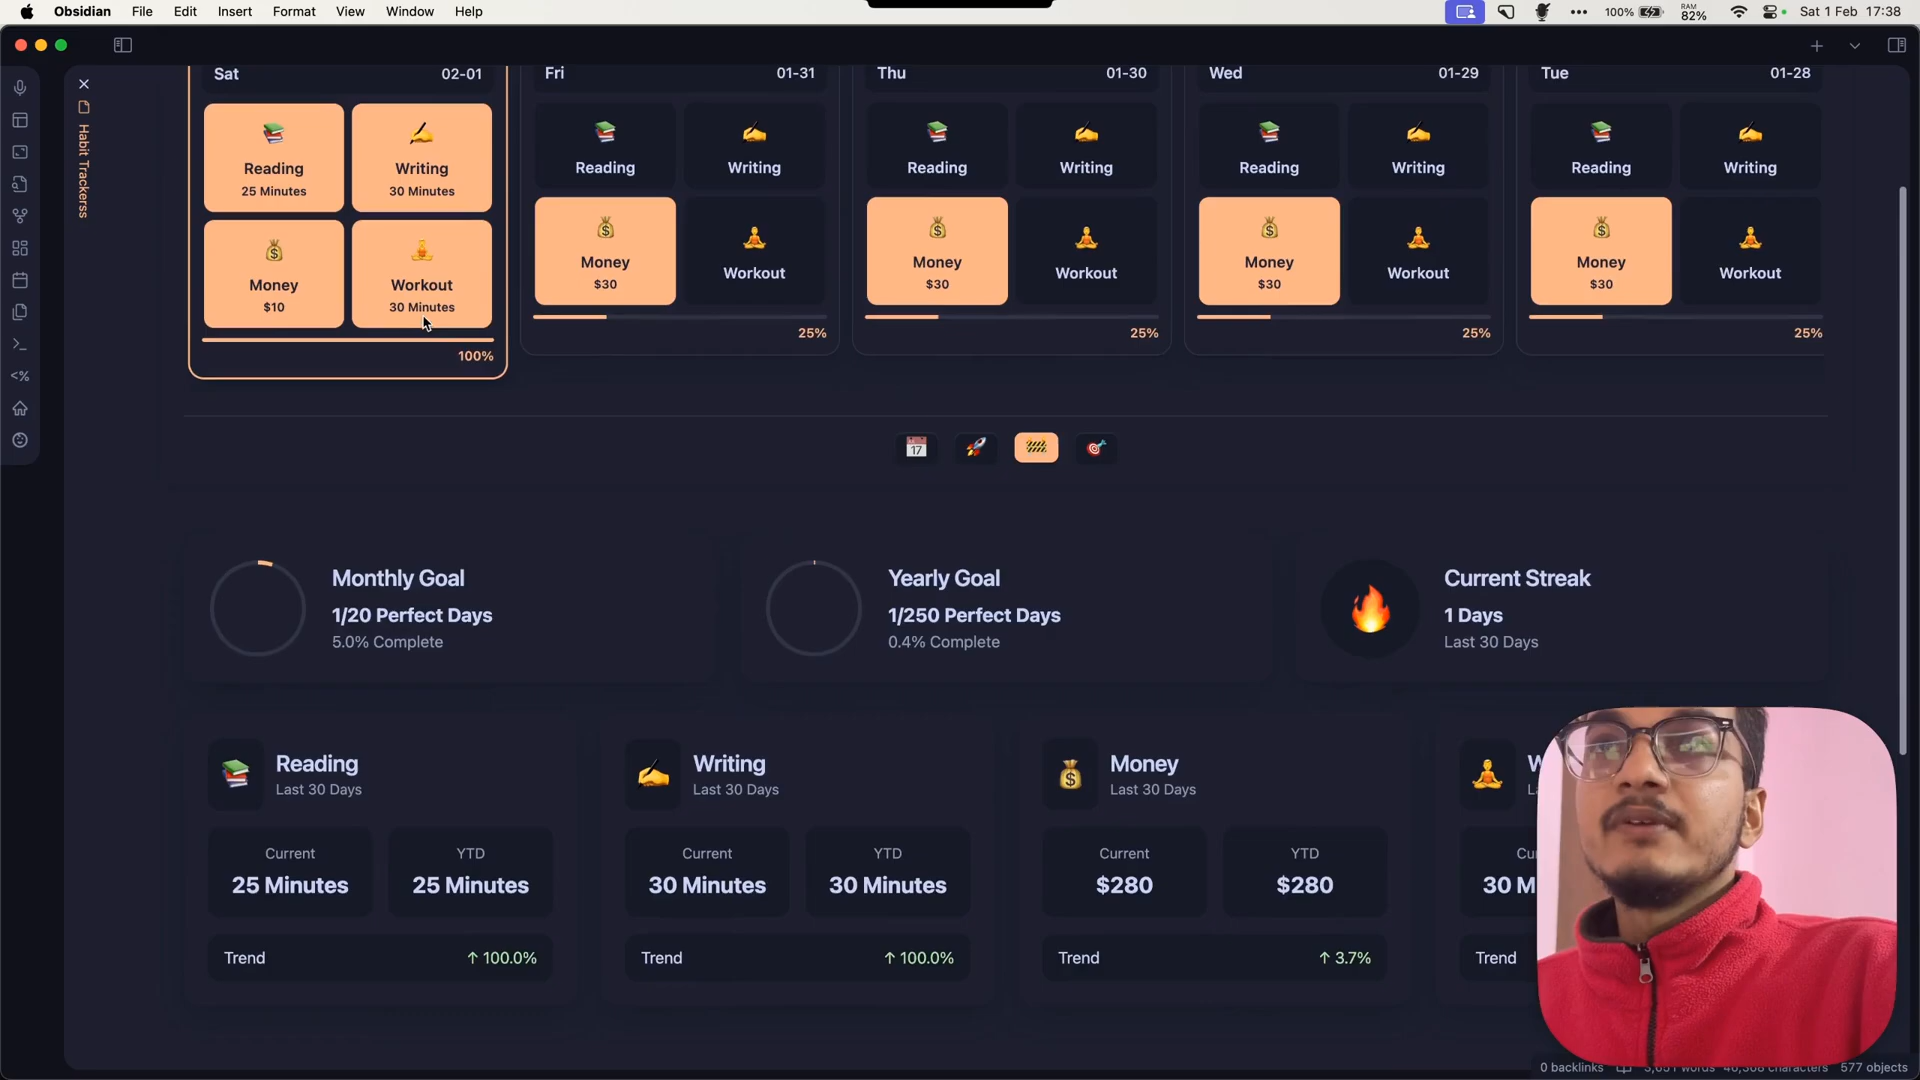 Obsidian File Edit Insert Format View Window Help
100% RAM 82% Sat 1 Feb 17:38
Habit Trackerss
Sat 02-01 Fri 01-31 Thu 01-30 Wed 01-29 Tue 01-28
Reading Writing Reading Writing Reading Writing Reading Writing Reading Writing
25 Minutes 30 Minutes
Money Workout Money Workout Money Workout Money Workout Money Workout
$10 30 Minutes $30 $30 $30 $30
100% 25% 25% 25% 25%
17
Monthly Goal Yearly Goal Current Streak
1/20 Perfect Days 1/250 Perfect Days 1 Days
5.0% Complete 0.4% Complete Last 30 Days
Reading Writing Money
Last 30 Days Last 30 Days Last 30 Days
Current YTD Current YTD Current YTD
25 Minutes 25 Minutes 30 Minutes 30 Minutes $280 $280
Trend ↑ 100.0% Trend ↑ 100.0% Trend ↑ 3.7% Trend
0 backlinks 577 objects